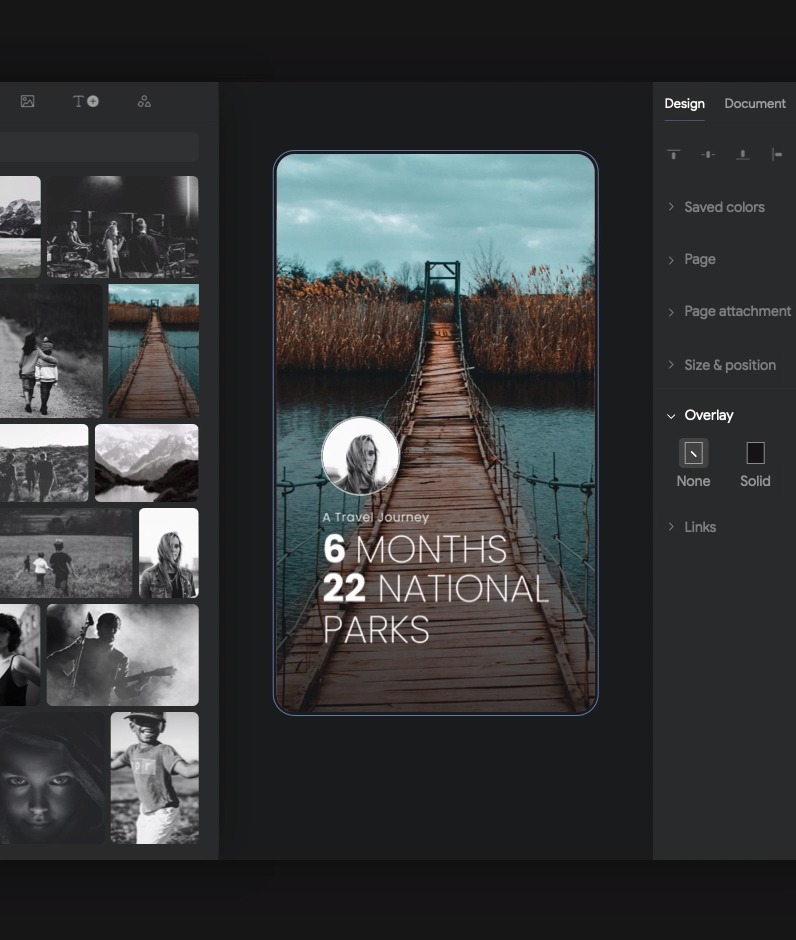 Design Document
Saved colors
Page
Page attachment
Size & position
Overlay
None Solid
Links
A Travel Journey
6 MONTHS
22 NATIONAL
PARKS